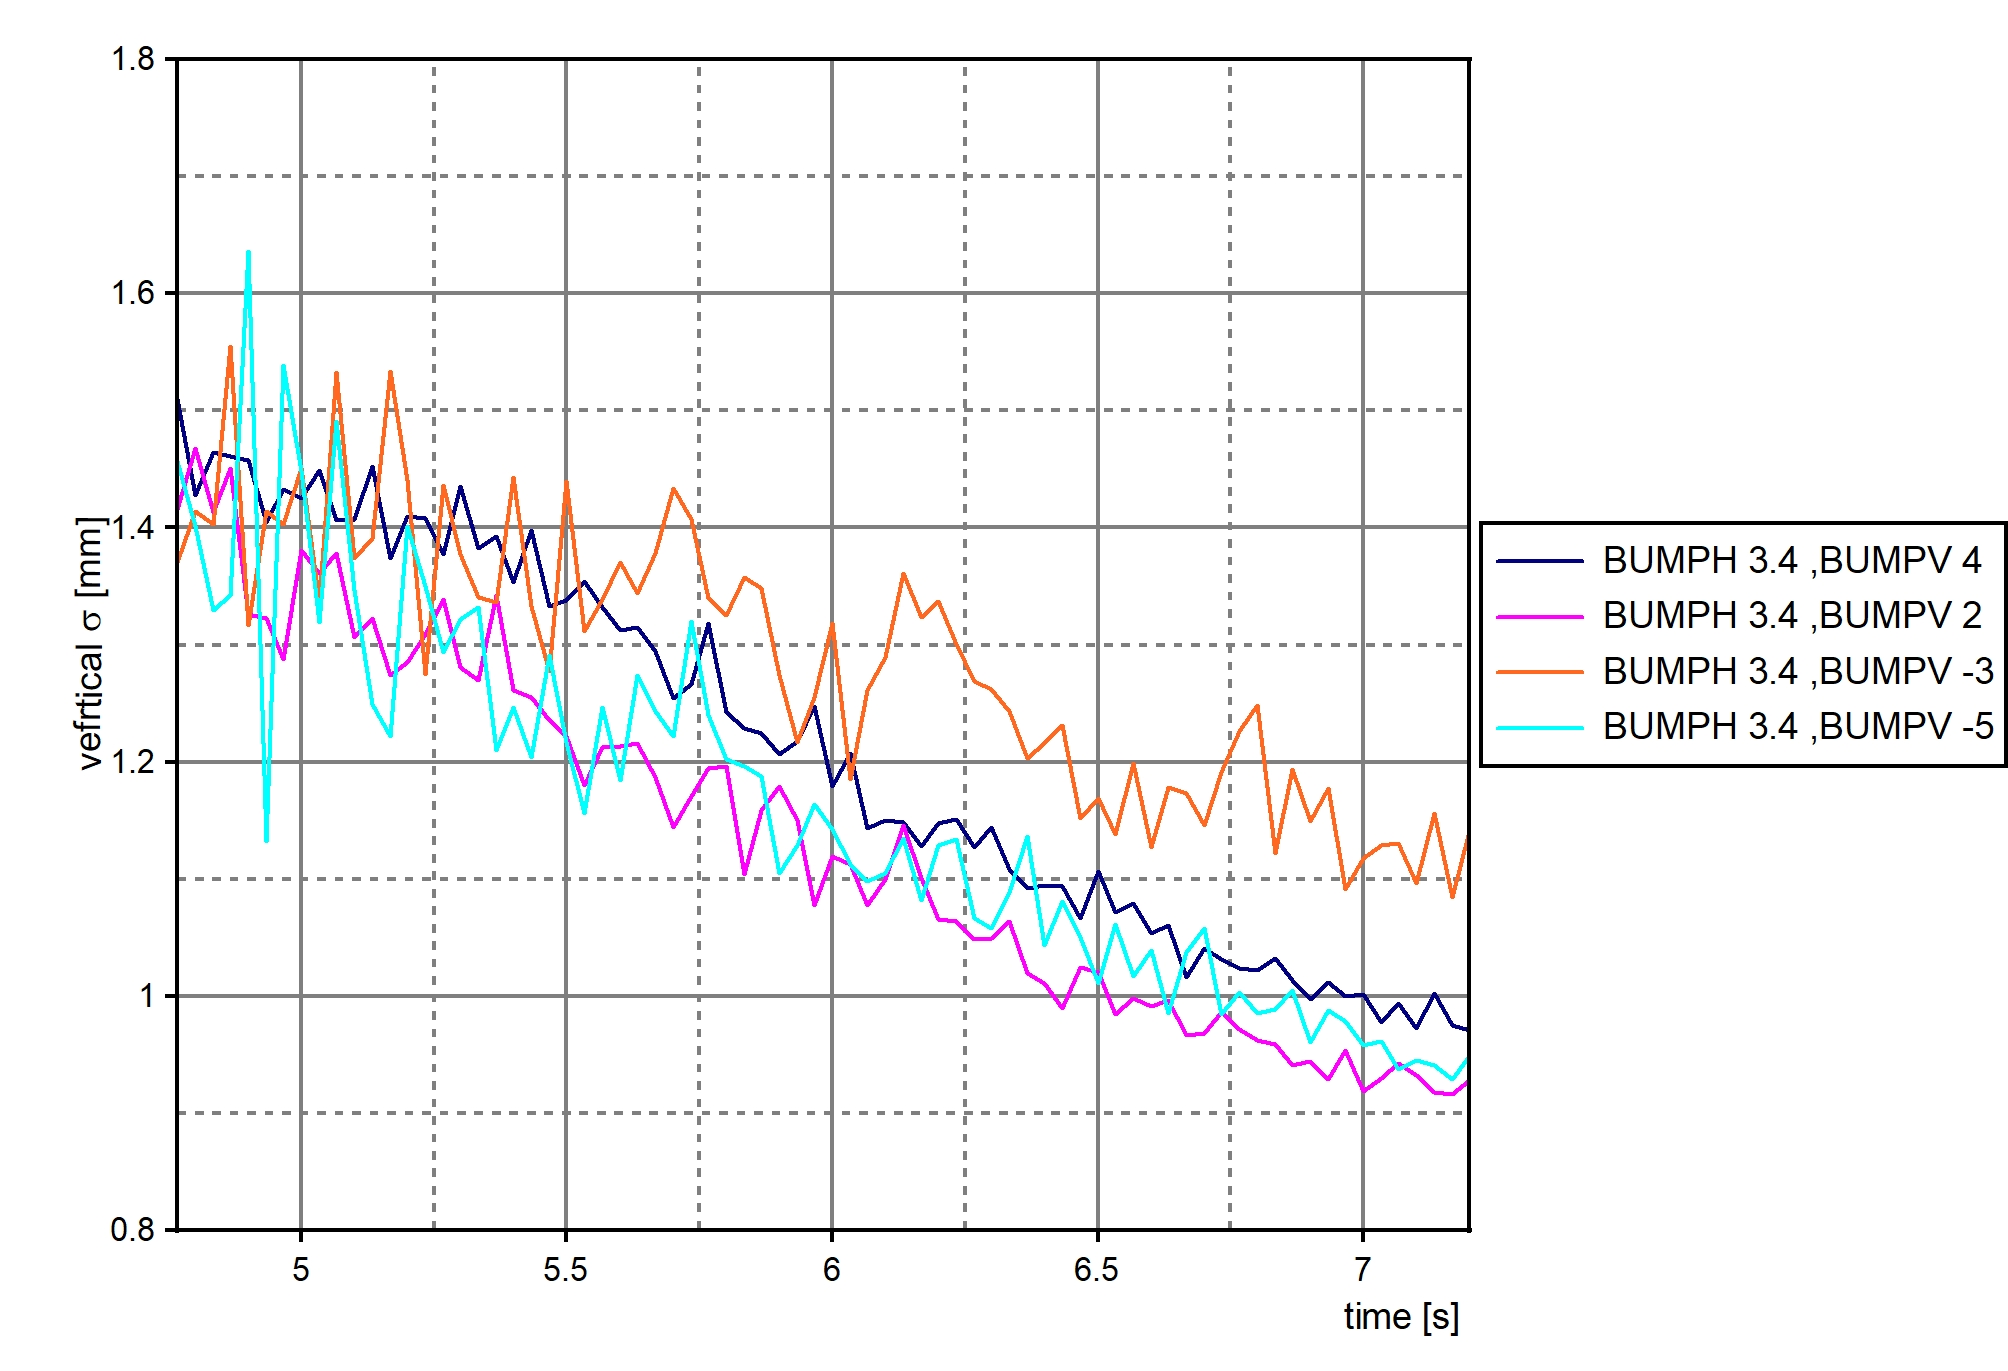 1.8
1.6
1.4
1.2
1
0.8
vefrtical σ [mm]
5
5.5
6
6.5
7
time [s]
BUMPH 3.4 ,BUMPV 4
BUMPH 3.4 ,BUMPV 2
BUMPH 3.4 ,BUMPV -3
BUMPH 3.4 ,BUMPV -5